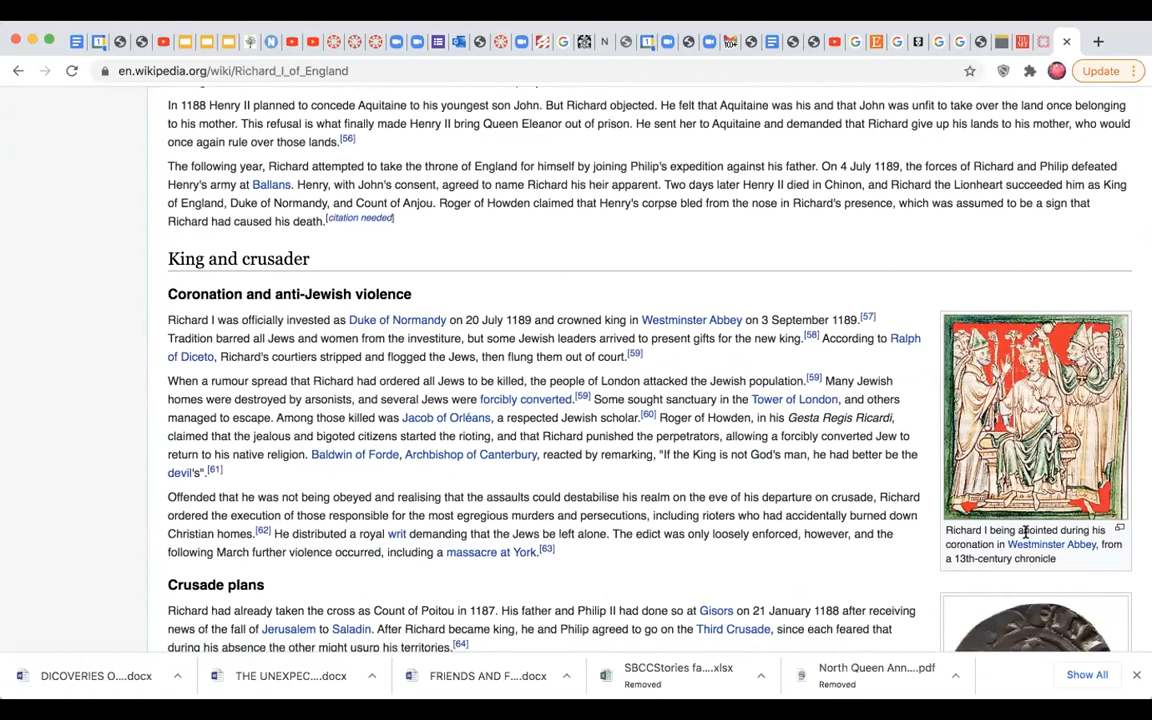 en.wikipedia.org/wiki/Richard_I_of_England
Update
In 1188 Henry II planned to concede Aquitaine to his youngest son John. But Richard objected. He felt that Aquitaine was his and that John was unfit to take over the land once belonging
to his mother. This refusal is what finally made Henry II bring Queen Eleanor out of prison. He sent her to Aquitaine and demanded that Richard give up his lands to his mother, who would
once again rule over those lands.[56]
The following year, Richard attempted to take the throne of England for himself by joining Philip's expedition against his father. On 4 July 1189, the forces of Richard and Philip defeated
Henry's army at Ballans. Henry, with John's consent, agreed to name Richard his heir apparent. Two days later Henry II died in Chinon, and Richard the Lionheart succeeded him as King
of England, Duke of Normandy, and Count of Anjou. Roger of Howden claimed that Henry's corpse bled from the nose in Richard's presence, which was assumed to be a sign that
Richard had caused his death.[citation needed]
King and crusader
Coronation and anti-Jewish violence
Richard I was officially invested as Duke of Normandy on 20 July 1189 and crowned king in Westminster Abbey on 3 September 1189.[57]
Tradition barred all Jews and women from the investiture, but some Jewish leaders arrived to present gifts for the new king.[58] According to Ralph
of Diceto, Richard's courtiers stripped and flogged the Jews, then flung them out of court.[59]
When a rumour spread that Richard had ordered all Jews to be killed, the people of London attacked the Jewish population.[59] Many Jewish
homes were destroyed by arsonists, and several Jews were forcibly converted.[59] Some sought sanctuary in the Tower of London, and others
managed to escape. Among those killed was Jacob of Orléans, a respected Jewish scholar.[60] Roger of Howden, in his Gesta Regis Ricardi,
claimed that the jealous and bigoted citizens started the rioting, and that Richard punished the perpetrators, allowing a forcibly converted Jew to
return to his native religion. Baldwin of Forde, Archbishop of Canterbury, reacted by remarking, "If the King is not God's man, he had better be the
devil's".[61]
Offended that he was not being obeyed and realising that the assaults could destabilise his realm on the eve of his departure on crusade, Richard
ordered the execution of those responsible for the most egregious murders and persecutions, including rioters who had accidentally burned down
Christian homes.[62] He distributed a royal writ demanding that the Jews be left alone. The edict was only loosely enforced, however, and the
following March further violence occurred, including a massacre at York.[63]
Richard I being anointed during his
coronation in Westminster Abbey, from
a 13th-century chronicle
Crusade plans
Richard had already taken the cross as Count of Poitou in 1187. His father and Philip II had done so at Gisors on 21 January 1188 after receiving
news of the fall of Jerusalem to Saladin. After Richard became king, he and Philip agreed to go on the Third Crusade, since each feared that
during his absence the other might usurp his territories.[64]
DICOVERIES O....docx
THE UNEXPEC....docx
FRIENDS AND F....docx
SBCCStories fa....xlsx
Removed
North Queen Ann....pdf
Removed
Show All